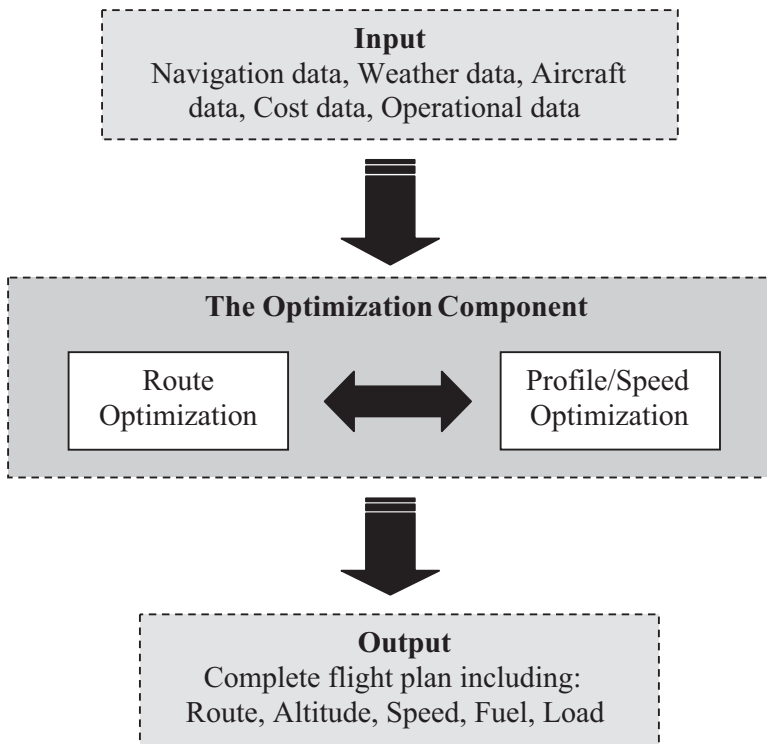 Input
Navigation data, Weather data, Aircraft
data, Cost data, Operational data
The Optimization Component
Route
Optimization
Profile/Speed
Optimization
Output
Complete flight plan including:
Route, Altitude, Speed, Fuel, Load